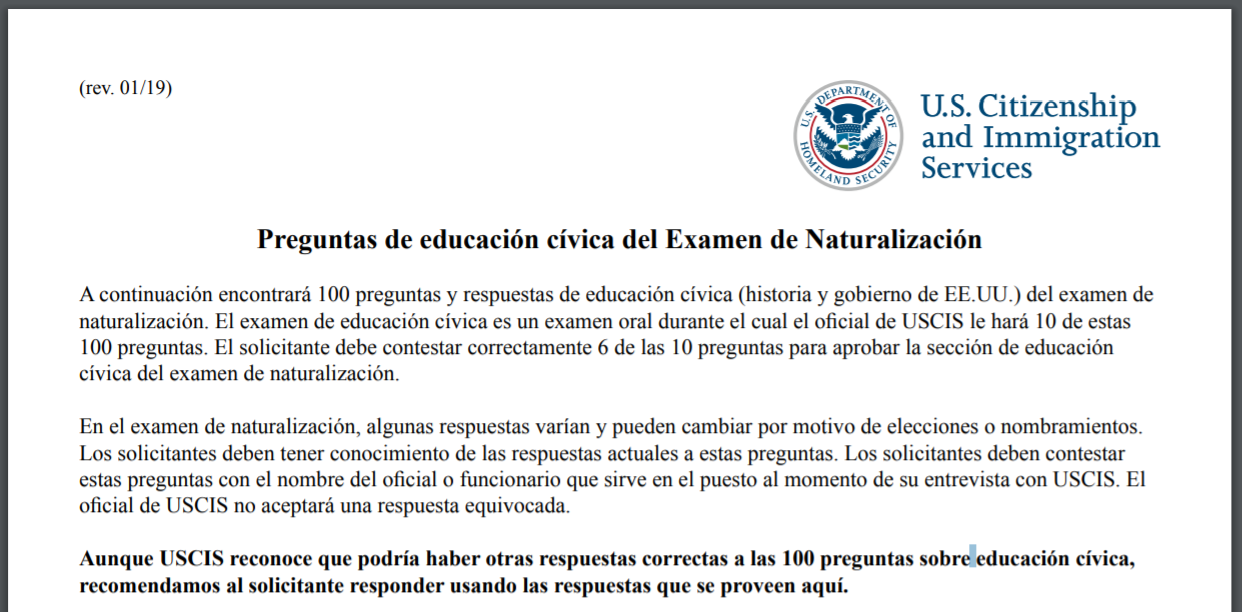 (rev. 01/19)
U.S. DEPARTMENT OF HOMELAND SECURITY
U.S. Citizenship
and Immigration
Services
Preguntas de educación cívica del Examen de Naturalización
A continuación encontrará 100 preguntas y respuestas de educación cívica (historia y gobierno de EE.UU.) del examen de
naturalización. El examen de educación cívica es un examen oral durante el cual el oficial de USCIS le hará 10 de estas
100 preguntas. El solicitante debe contestar correctamente 6 de las 10 preguntas para aprobar la sección de educación
cívica del examen de naturalización.
En el examen de naturalización, algunas respuestas varían y pueden cambiar por motivo de elecciones o nombramientos.
Los solicitantes deben tener conocimiento de las respuestas actuales a estas preguntas. Los solicitantes deben contestar
estas preguntas con el nombre del oficial o funcionario que sirve en el puesto al momento de su entrevista con USCIS. El
oficial de USCIS no aceptará una respuesta equivocada.
Aunque USCIS reconoce que podría haber otras respuestas correctas a las 100 preguntas sobre educación cívica,
recomendamos al solicitante responder usando las respuestas que se proveen aquí.